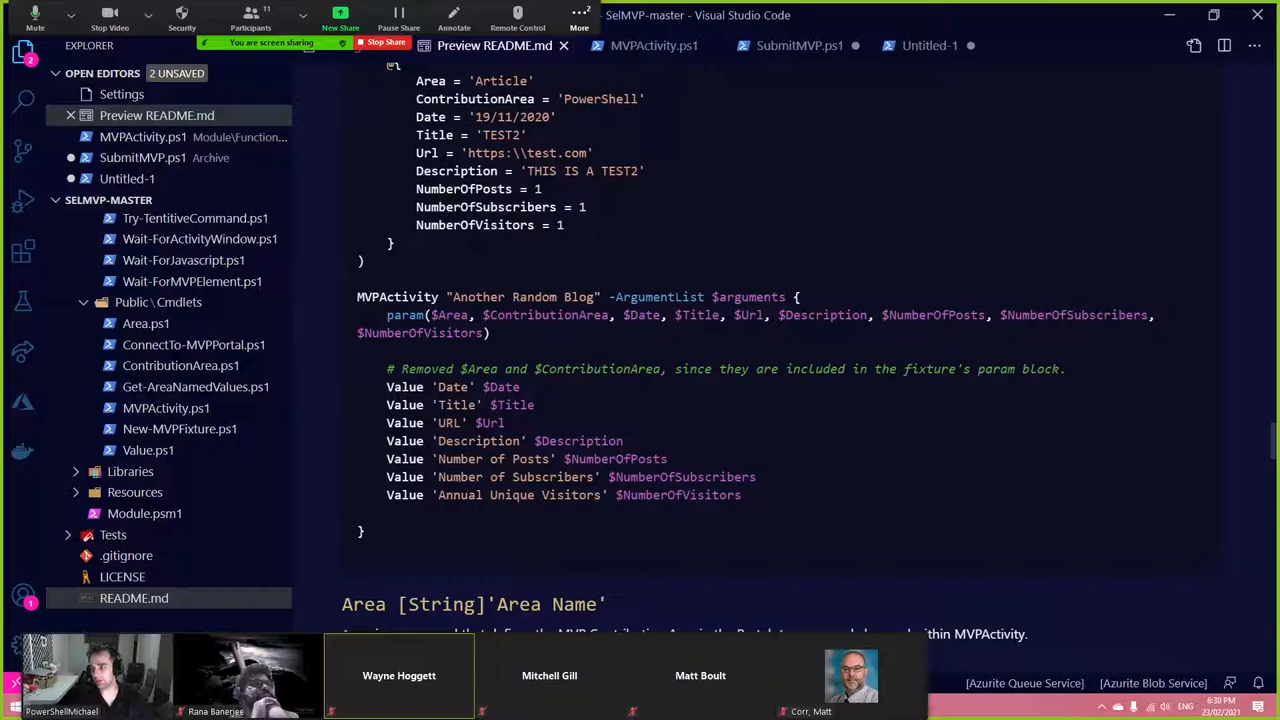 Mute
Stop Video
Security
Participants
11
New Share
Pause Share
Annotate
Remote Control
More
You are screen sharing
Stop Share
SelMVP-master - Visual Studio Code
EXPLORER
Preview README.md
MVPActivity.ps1
SubmitMVP.ps1
Untitled-1
OPEN EDITORS
2 UNSAVED
Settings
Preview README.md
MVPActivity.ps1 Module\Function...
SubmitMVP.ps1 Archive
Untitled-1
SELMVP-MASTER
Try-TentitiveCommand.ps1
Wait-ForActivityWindow.ps1
Wait-ForJavascript.ps1
Wait-ForMVPElement.ps1
Public\Cmdlets
Area.ps1
ConnectTo-MVPPortal.ps1
ContributionArea.ps1
Get-AreaNamedValues.ps1
MVPActivity.ps1
New-MVPFixture.ps1
Value.ps1
Libraries
Resources
Module.psm1
Tests
.gitignore
LICENSE
README.md
2
1
@{
Area = 'Article'
ContributionArea = 'PowerShell'
Date = '19/11/2020'
Title = 'TEST2'
Url = 'https:\\test.com'
Description = 'THIS IS A TEST2'
NumberOfPosts = 1
NumberOfSubscribers = 1
NumberOfVisitors = 1
}
)
MVPActivity "Another Random Blog" -ArgumentList $arguments {
param($Area, $ContributionArea, $Date, $Title, $Url, $Description, $NumberOfPosts, $NumberOfSubscribers,
$NumberOfVisitors)
# Removed $Area and $ContributionArea, since they are included in the fixture's param block.
Value 'Date' $Date
Value 'Title' $Title
Value 'URL' $Url
Value 'Description' $Description
Value 'Number of Posts' $NumberOfPosts
Value 'Number of Subscribers' $NumberOfSubscribers
Value 'Annual Unique Visitors' $NumberOfVisitors
}
Area [String]'Area Name'
within MVPActivity.
PowerShellMichael
Rana Banerjee
Wayne Hoggett
Mitchell Gill
Matt Boult
Corr, Matt
[Azurite Queue Service]
[Azurite Blob Service]
ENG
6:30 PM
23/02/2021